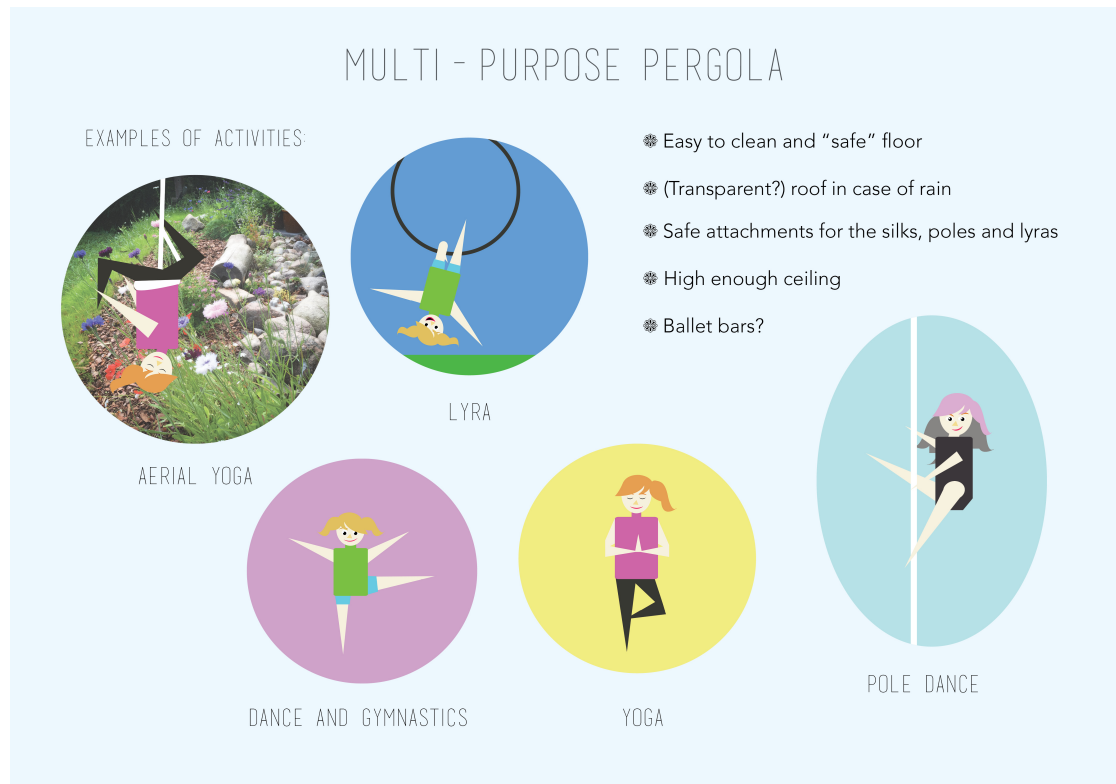 MULTI - PURPOSE PERGOLA
EXAMPLES OF ACTIVITIES:
❁ Easy to clean and “safe” floor
❁ (Transparent?) roof in case of rain
❁ Safe attachments for the silks, poles and lyras
❁ High enough ceiling
❁ Ballet bars?
LYRA
AERIAL YOGA
POLE DANCE
DANCE AND GYMNASTICS
YOGA